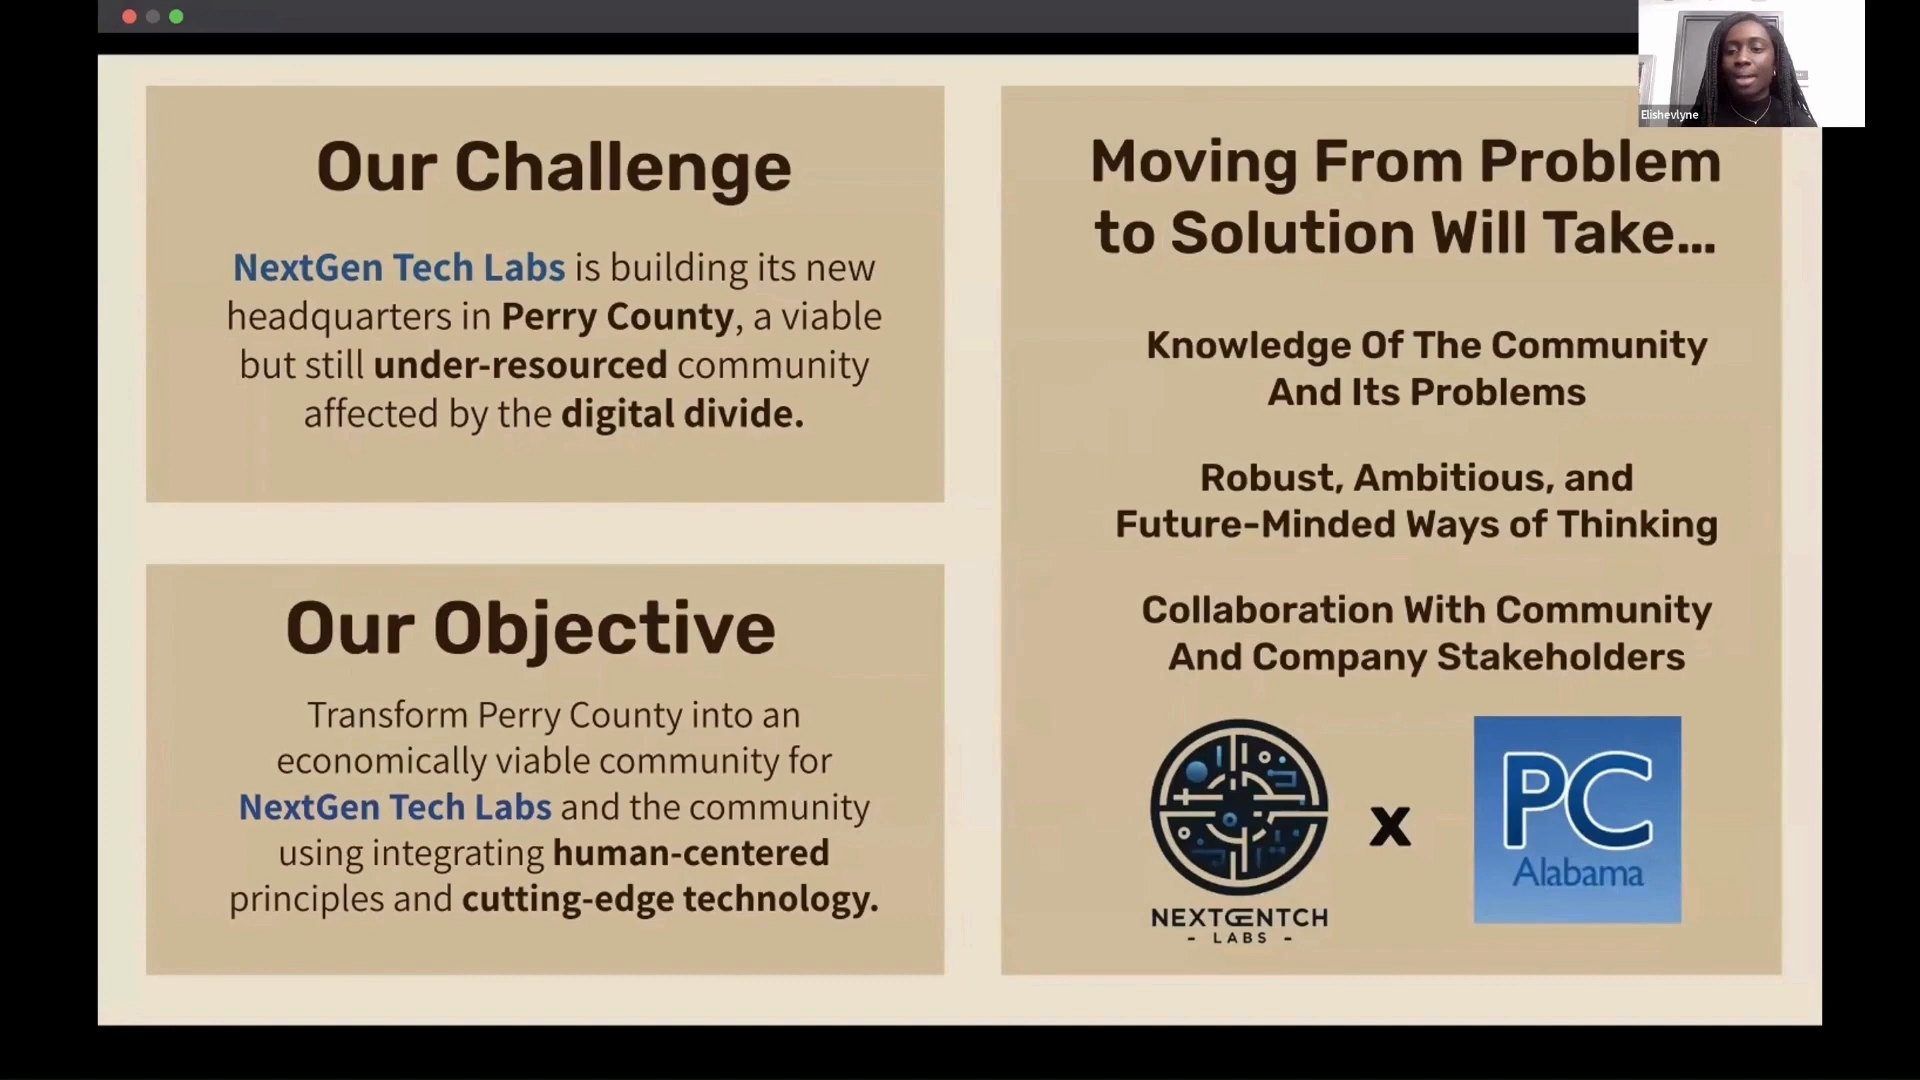 Our Challenge
NextGen Tech Labs is building its new
headquarters in Perry County, a viable
but still under-resourced community
affected by the digital divide.
Our Objective
Transform Perry County into an
economically viable community for
NextGen Tech Labs and the community
using integrating human-centered
principles and cutting-edge technology.
Moving From Problem
to Solution Will Take...
Knowledge Of The Community
And Its Problems
Robust, Ambitious, and
Future-Minded Ways of Thinking
Collaboration With Community
And Company Stakeholders
NEXTGENTCH
- LABS -
X
PC
Alabama
Elishevlyne